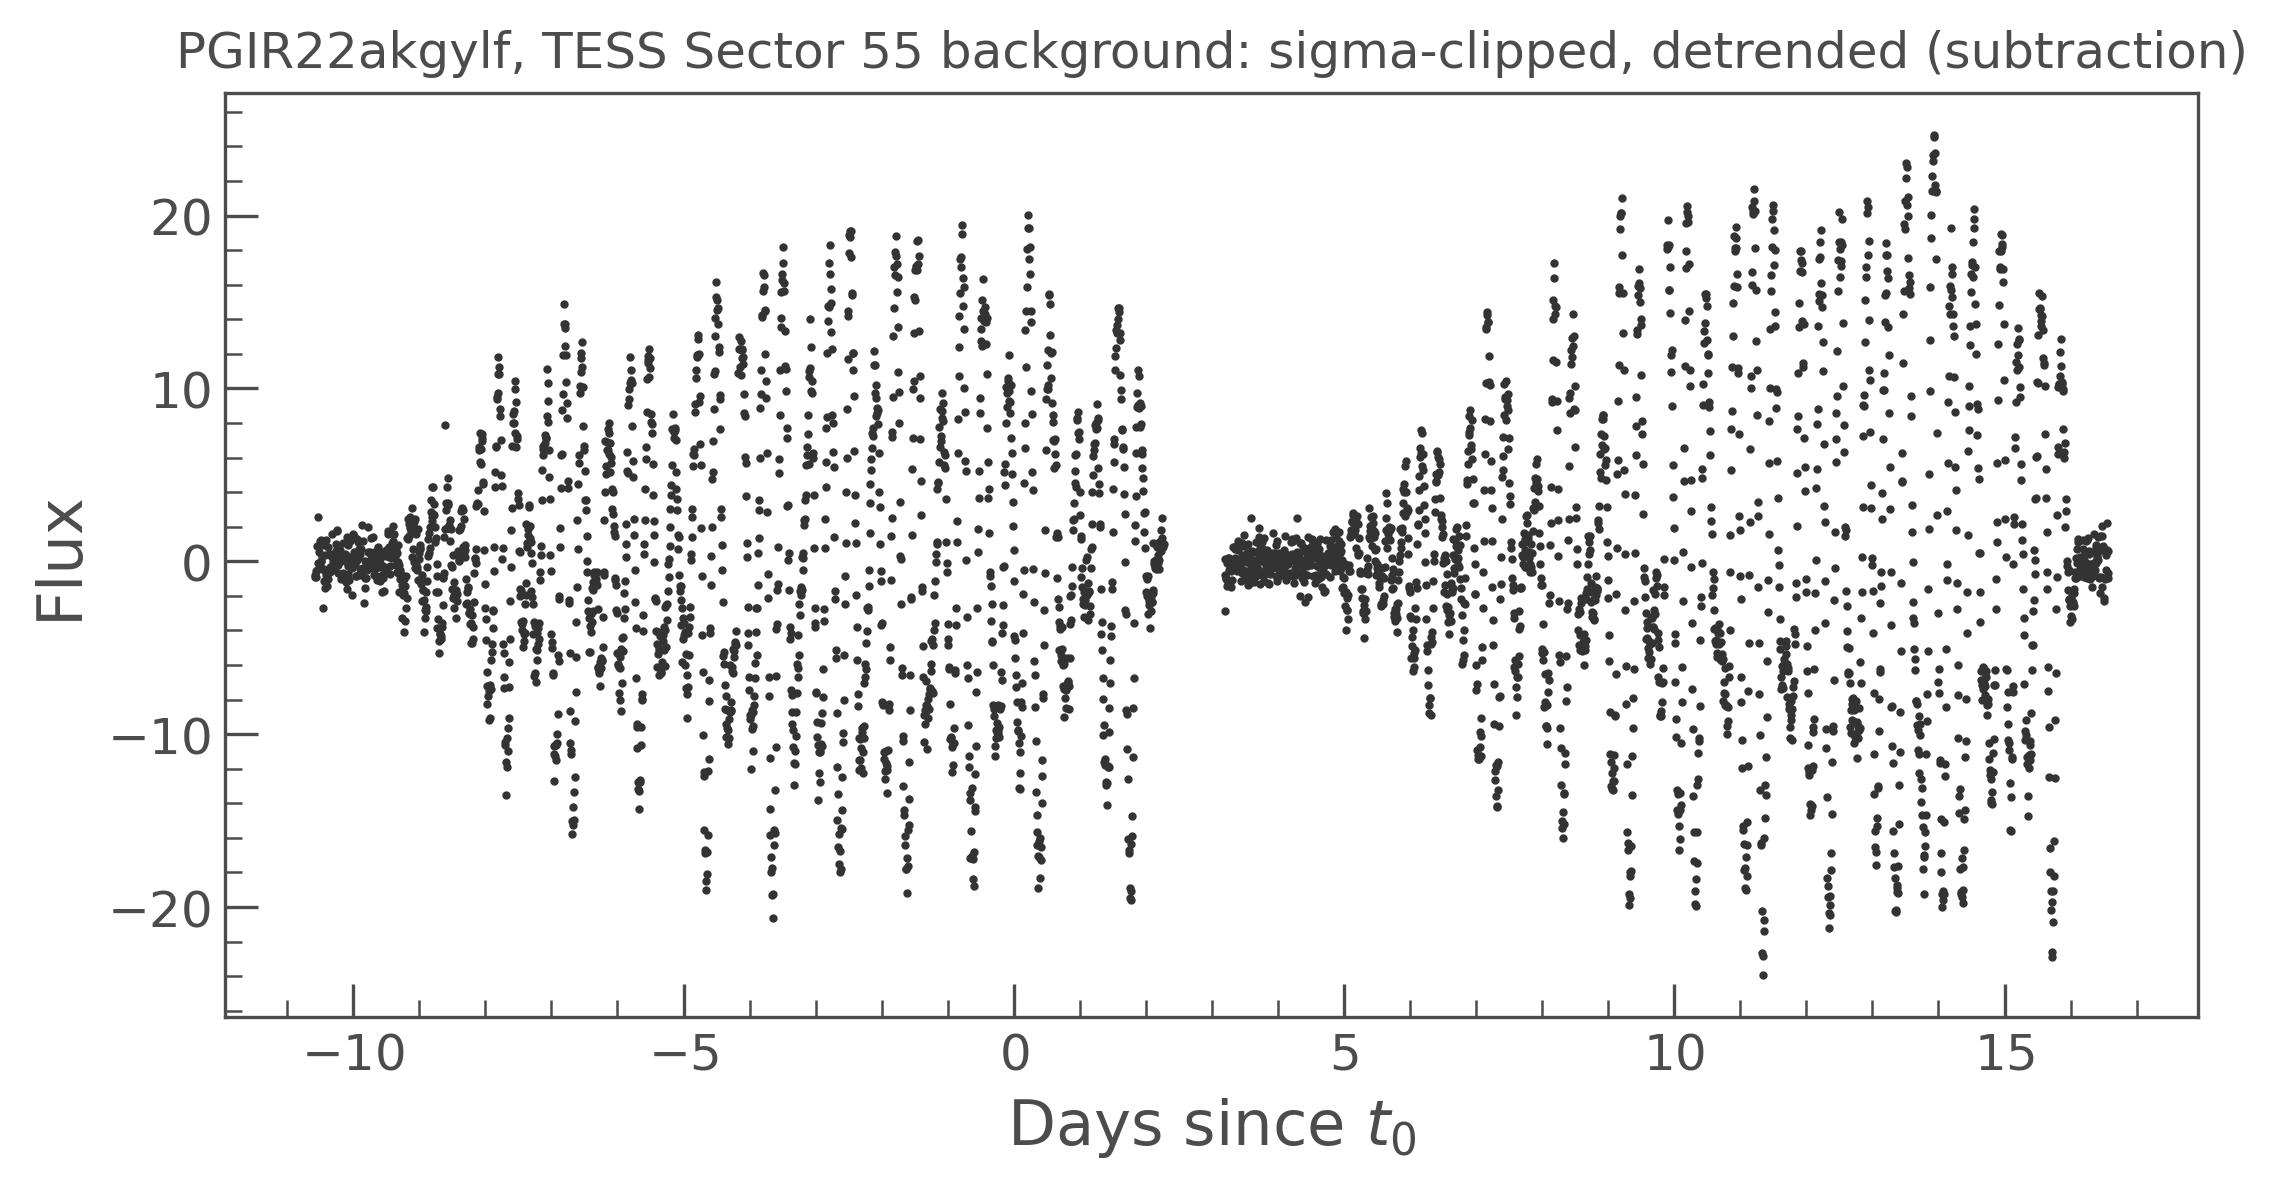 PGIR22akgylf, TESS Sector 55 background: sigma-clipped, detrended (subtraction)
Flux
20
10
0
−10
−20
−10 −5 0 5 10 15
Days since t₀